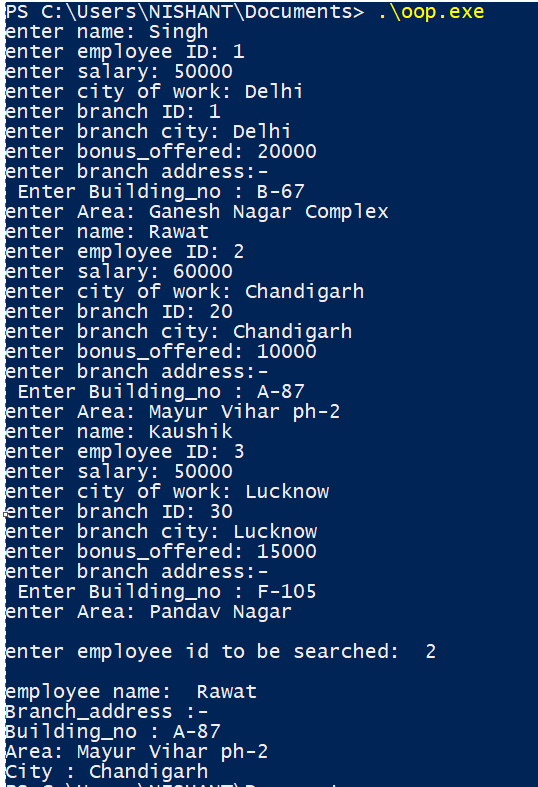 PS C:\Users\NISHANT\Documents> .\oop.exe
enter name: Singh
enter employee ID: 1
enter salary: 50000
enter city of work: Delhi
enter branch ID: 1
enter branch city: Delhi
enter bonus_offered: 20000
enter branch address:-
 Enter Building_no : B-67
enter Area: Ganesh Nagar Complex
enter name: Rawat
enter employee ID: 2
enter salary: 60000
enter city of work: Chandigarh
enter branch ID: 20
enter branch city: Chandigarh
enter bonus_offered: 10000
enter branch address:-
 Enter Building_no : A-87
enter Area: Mayur Vihar ph-2
enter name: Kaushik
enter employee ID: 3
enter salary: 50000
enter city of work: Lucknow
enter branch ID: 30
enter branch city: Lucknow
enter bonus_offered: 15000
enter branch address:-
 Enter Building_no : F-105
enter Area: Pandav Nagar

enter employee id to be searched:  2

employee name:  Rawat
Branch_address :-
Building_no : A-87
Area: Mayur Vihar ph-2
City : Chandigarh